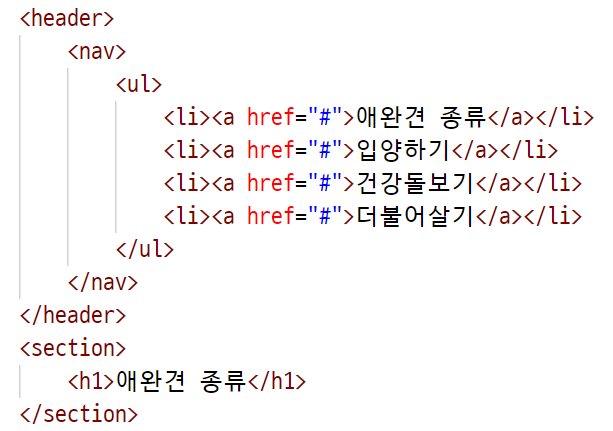 <header>
<nav>
<ul>
<li><a href="#">애완견 종류</a></li>
<li><a href="#">입양하기</a></li>
<li><a href="#">건강돌보기</a></li>
<li><a href="#">더불어살기</a></li>
</ul>
</nav>
</header>
<section>
<h1>애완견 종류</h1>
</section>